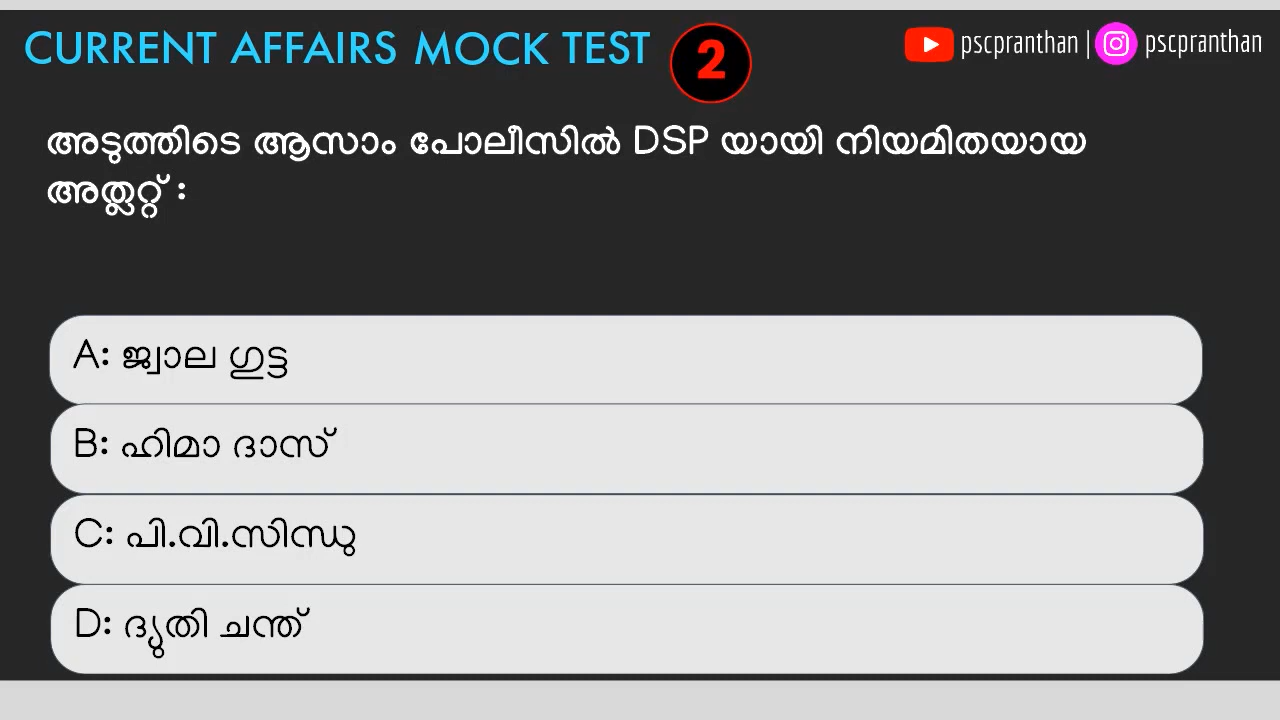 CURRENT AFFAIRS MOCK TEST 2
pscpranthan | pscpranthan
അടുത്തിടെ ആസാം പോലീസിൽ DSP യായി നിയമിതയായ
അത്ലറ്റ് :
A: ജ്വാല ഗുട്ട
B: ഹിമാ ദാസ്
C: പി.വി.സിന്ധു
D: ദ്യുതി ചന്ത്